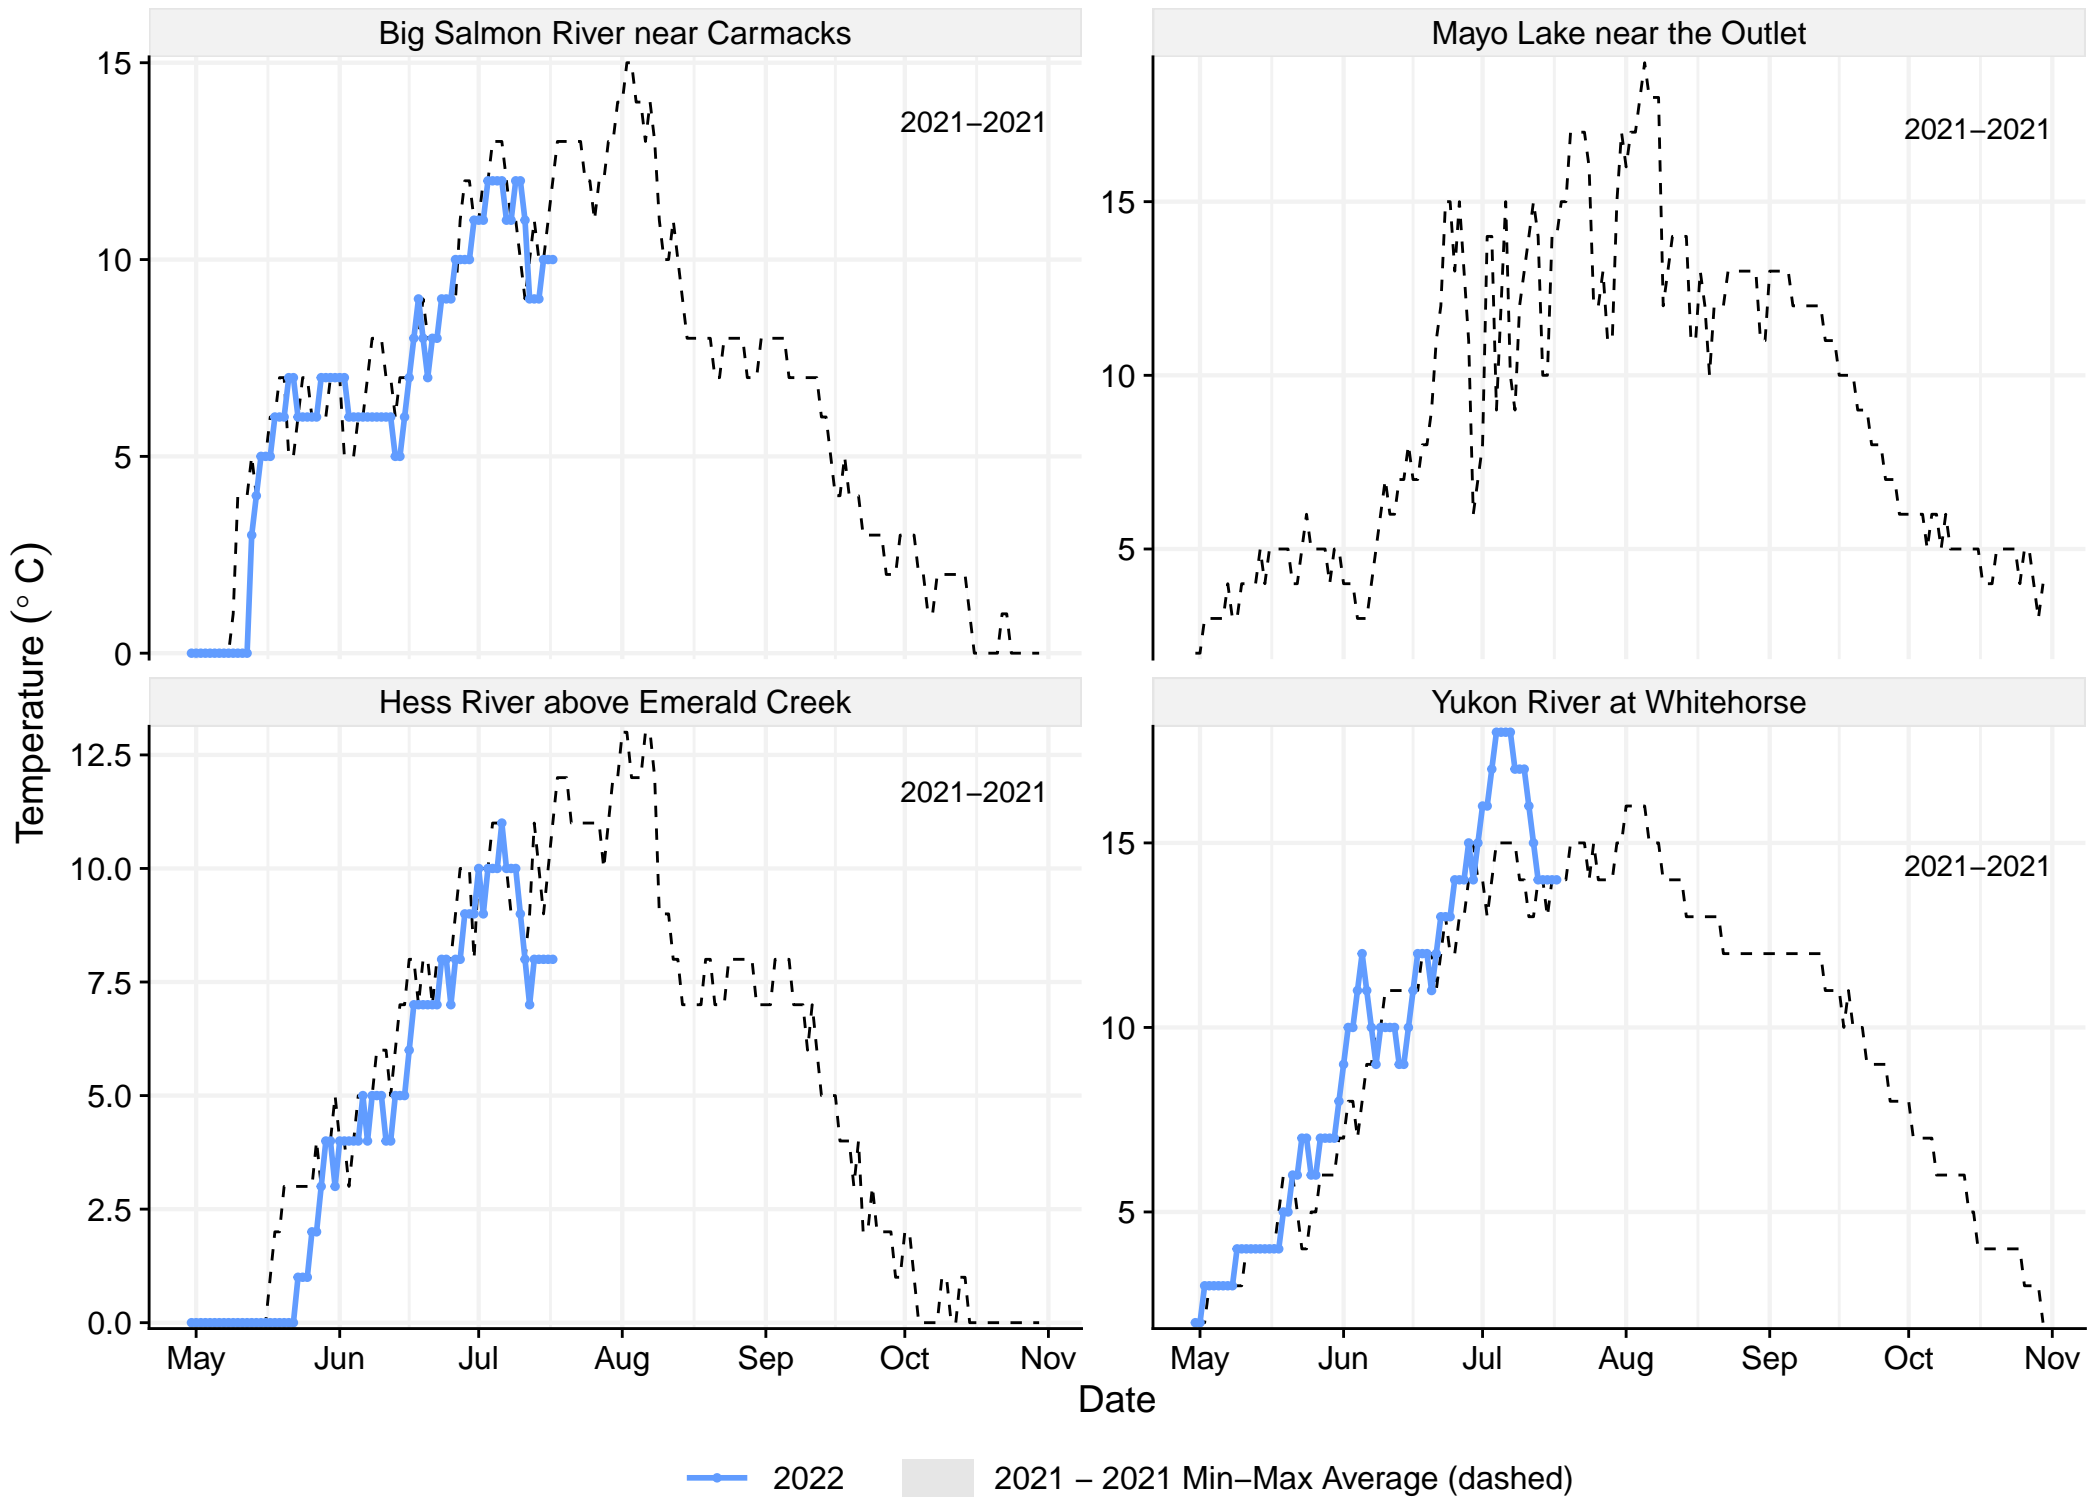 Big Salmon River near Carmacks
Mayo Lake near the Outlet
15
10
5
0
2021–2021
15
10
5
2021–2021
Temperature (° C)
Hess River above Emerald Creek
Yukon River at Whitehorse
12.5
10.0
7.5
5.0
2.5
0.0
2021–2021
15
10
5
2021–2021
May Jun Jul Aug Sep Oct Nov
May Jun Jul Aug Sep Oct Nov
Date
2022
2021 – 2021 Min–Max Average (dashed)